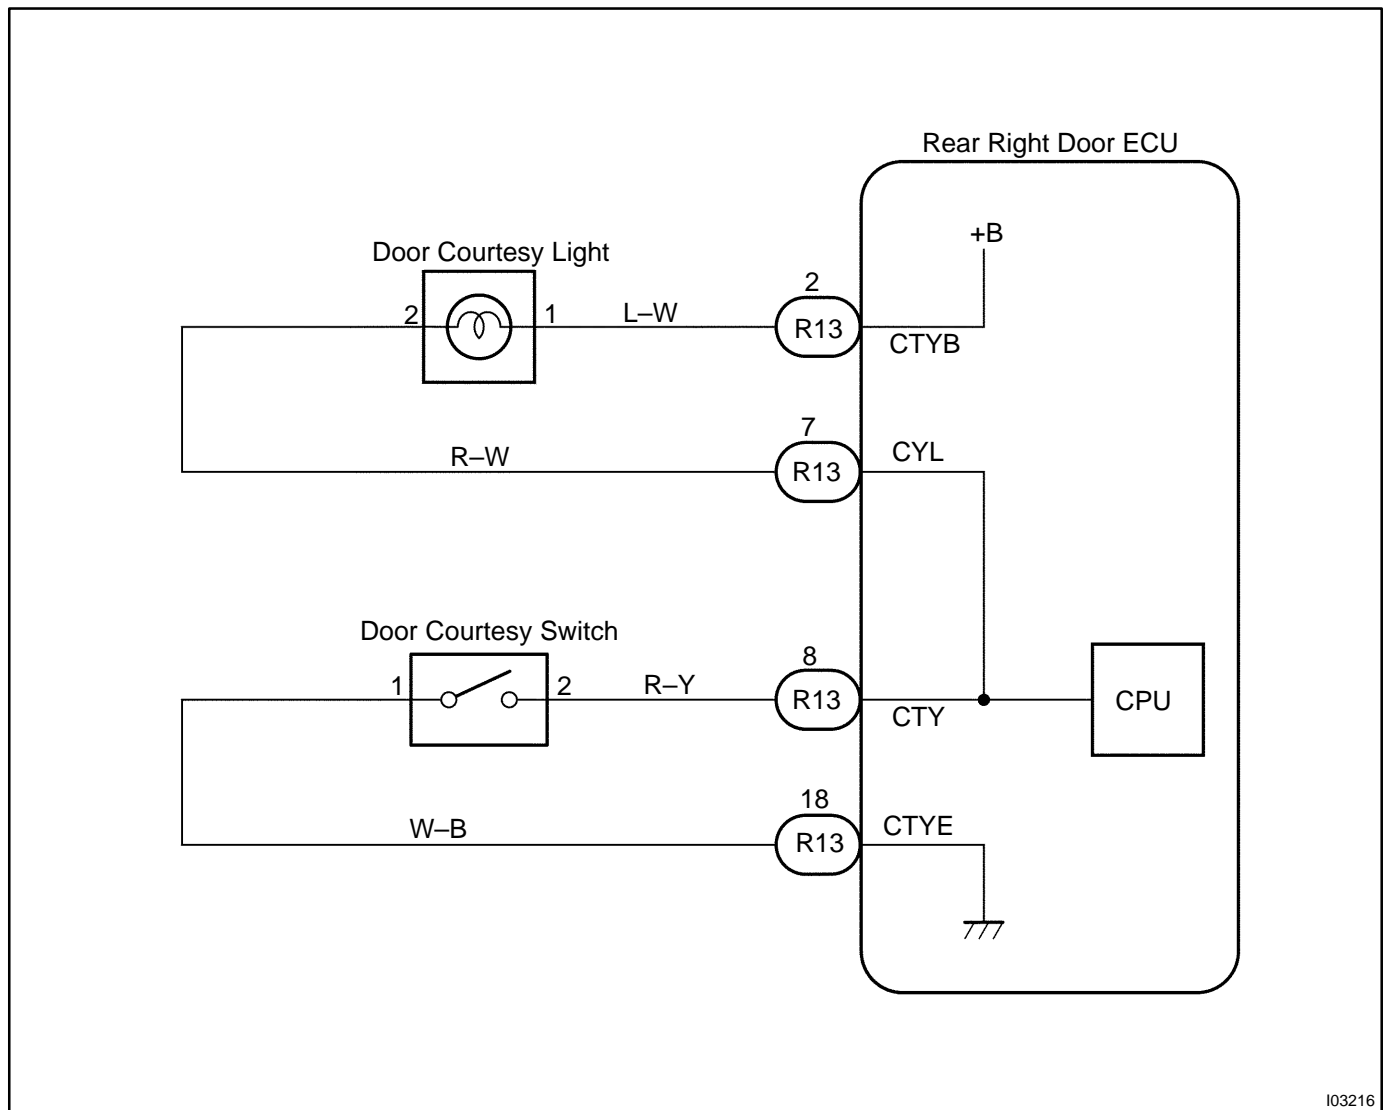 Rear Right Door ECU
+B
Door Courtesy Light
2
2 1 L–W
R13
CTYB
7
R–W
R13
CYL
Door Courtesy Switch
8
1 2 R–Y
R13
CTY
CPU
18
W–B
R13
CTYE
I03216